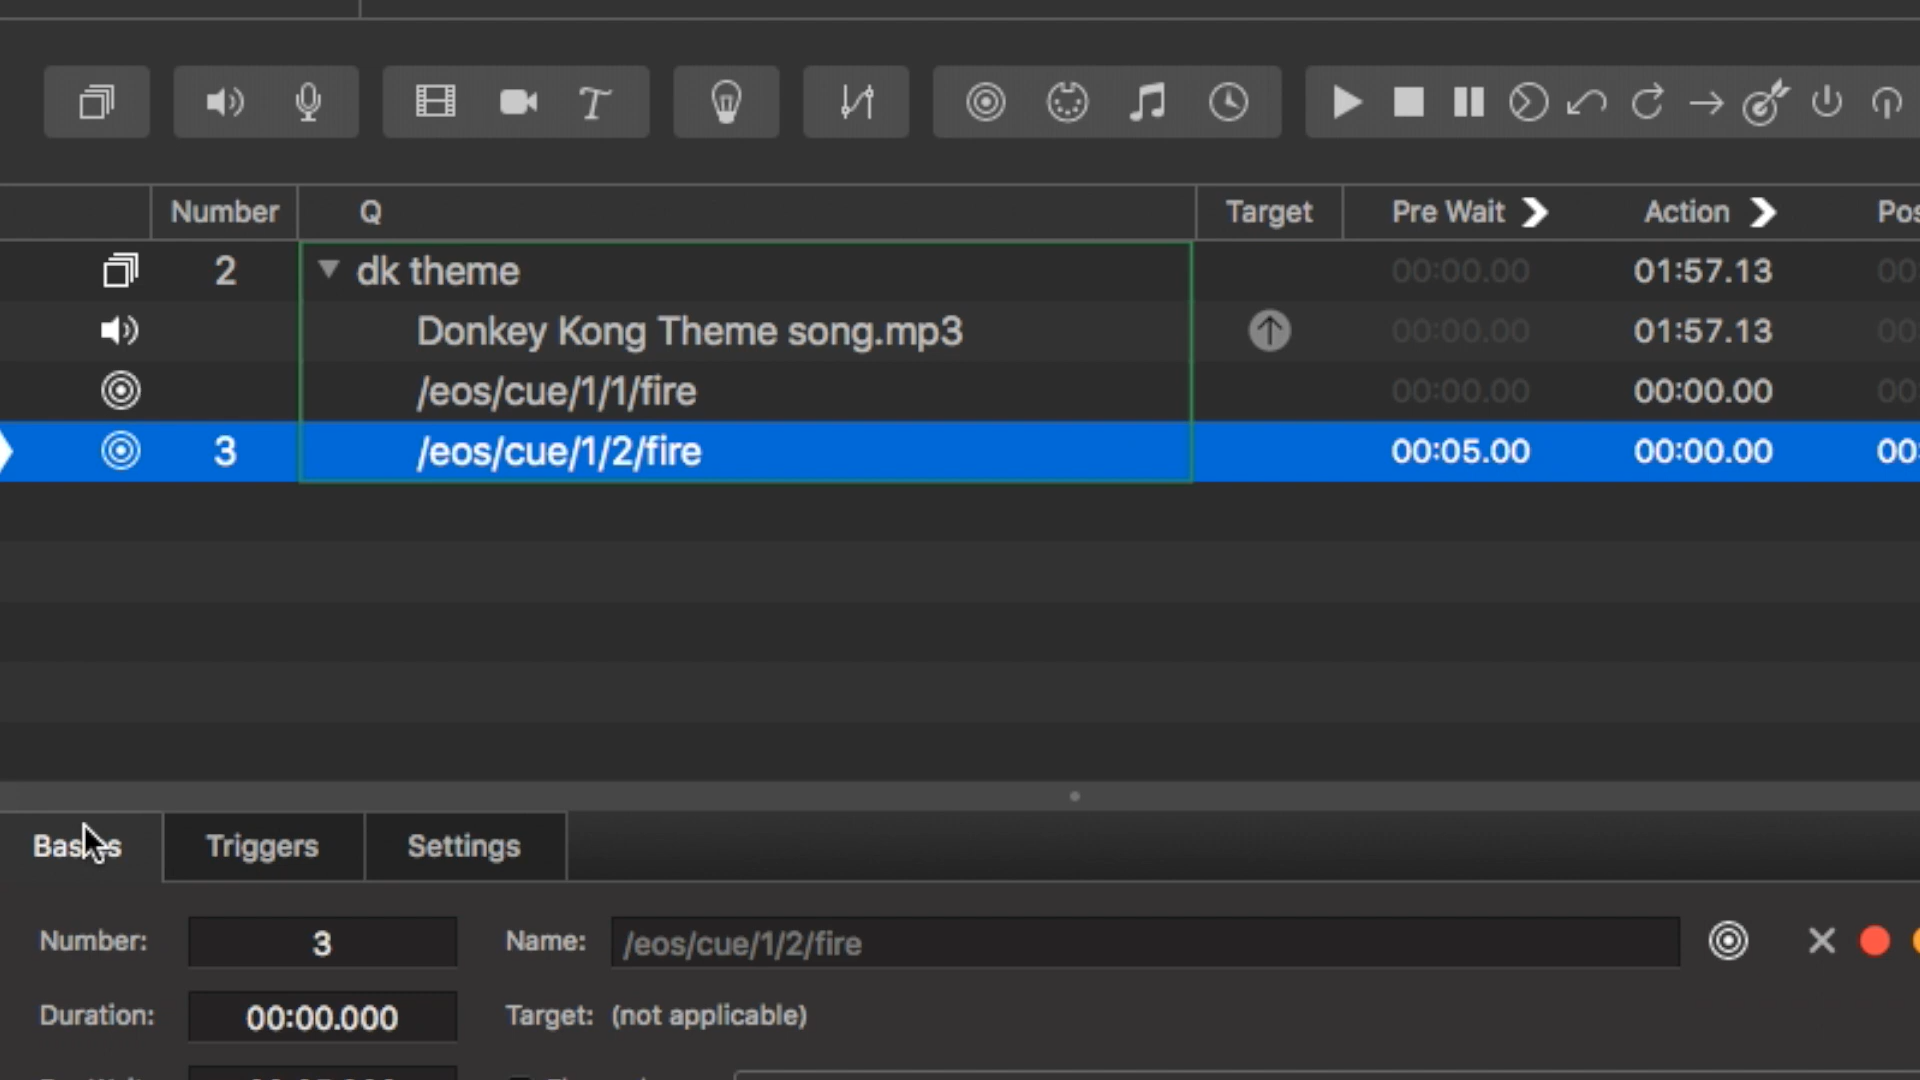 Number Q Target Pre Wait Action
2 dk theme 00:00.00 01:57.13
Donkey Kong Theme song.mp3 00:00.00 01:57.13
/eos/cue/1/1/fire 00:00.00 00:00.00
3 /eos/cue/1/2/fire 00:05.00 00:00.00
Basics Triggers Settings
Number: 3 Name: /eos/cue/1/2/fire
Duration: 00:00.000 Target: (not applicable)